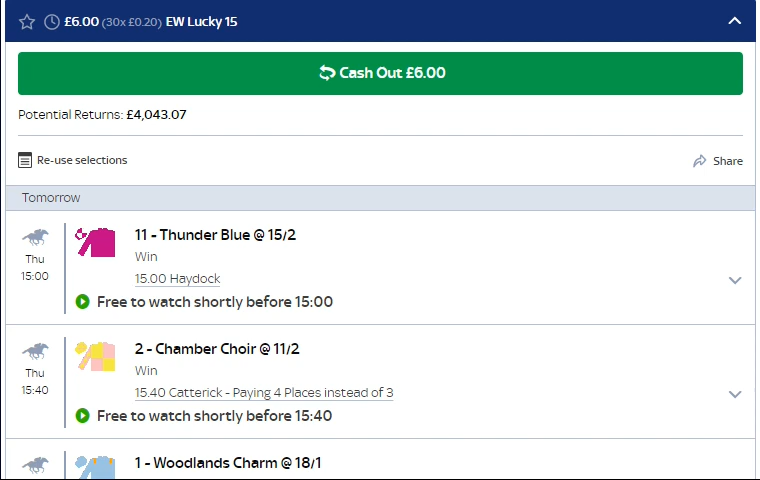 £6.00 (30x £0.20) EW Lucky 15
Cash Out £6.00
Potential Returns: £4,043.07
Re-use selections
Share
Tomorrow
Thu
15:00
11 - Thunder Blue @ 15/2
Win
15.00 Haydock
Free to watch shortly before 15:00
Thu
15:40
2 - Chamber Choir @ 11/2
Win
15.40 Catterick - Paying 4 Places instead of 3
Free to watch shortly before 15:40
1 - Woodlands Charm @ 18/1